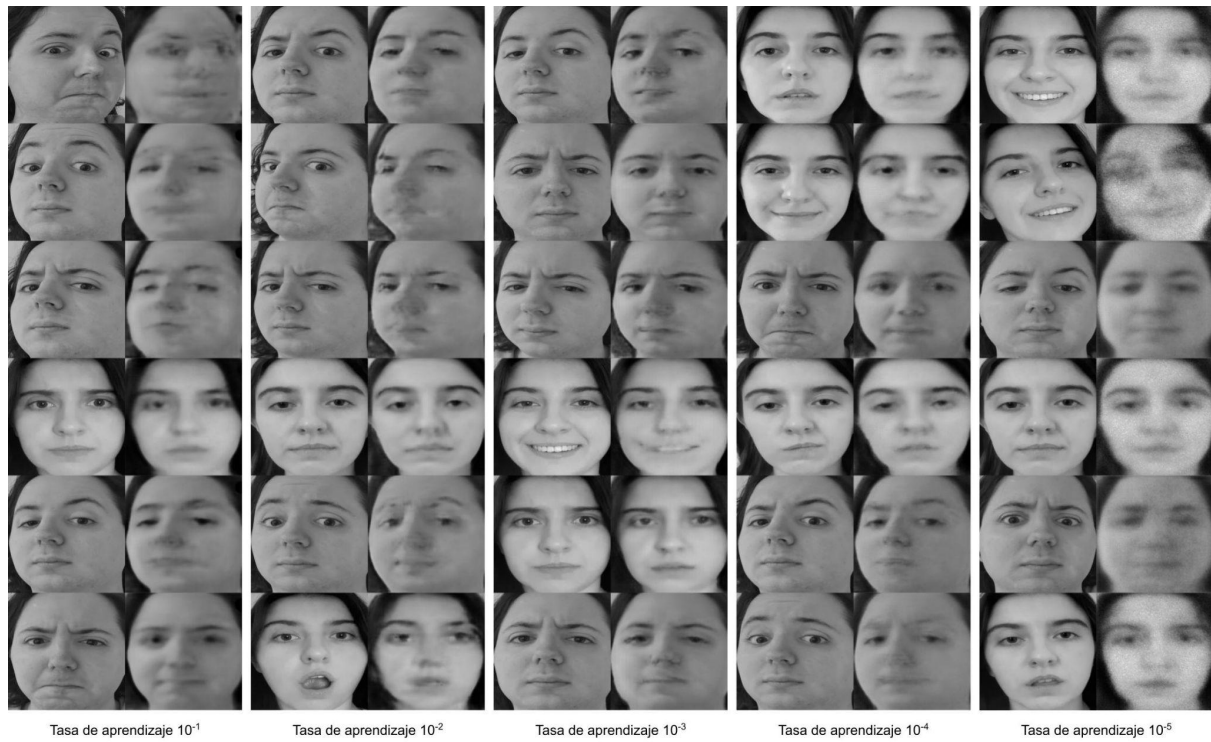 Tasa de aprendizaje 10⁻¹
Tasa de aprendizaje 10⁻²
Tasa de aprendizaje 10⁻³
Tasa de aprendizaje 10⁻⁴
Tasa de aprendizaje 10⁻⁵